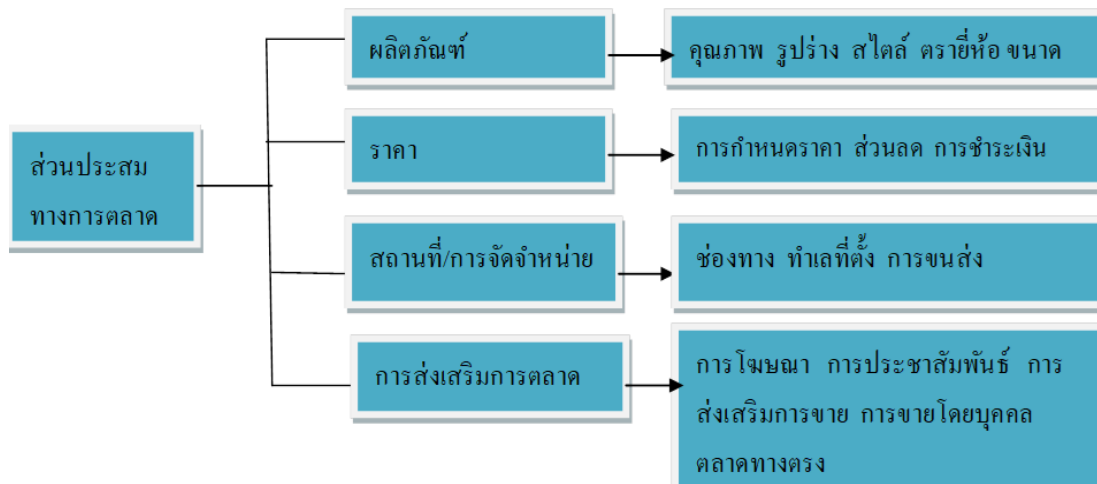 ส่วนประสม
ทางการตลาด
ผลิตภัณฑ์
คุณภาพ รูปร่าง สไตล์ ตรายี่ห้อ ขนาด
ราคา
การกำหนดราคา ส่วนลด การชำระเงิน
สถานที่/การจัดจำหน่าย
ช่องทาง ทำเลที่ตั้ง การขนส่ง
การส่งเสริมการตลาด
การโฆษณา การประชาสัมพันธ์ การ
ส่งเสริมการขาย การขายโดยบุคคล
ตลาดทางตรง